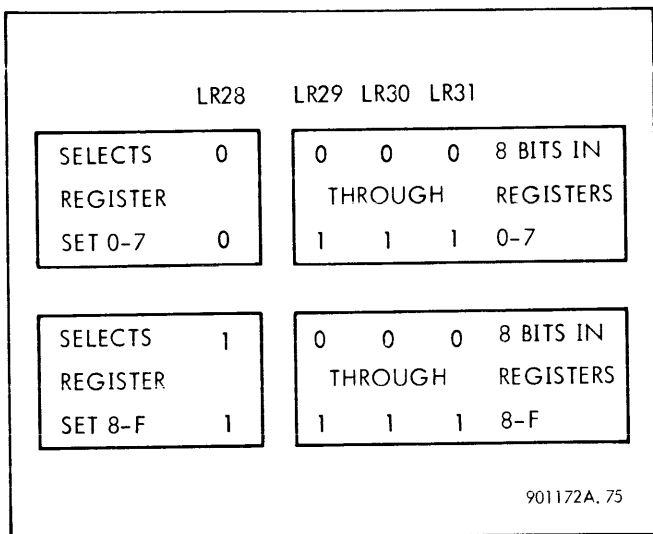 LR28 LR29 LR30 LR31
SELECTS 0 0 0 0 8 BITS IN
REGISTER THROUGH REGISTERS
SET 0-7 0 1 1 1 0-7
SELECTS 1 0 0 0 8 BITS IN
REGISTER THROUGH REGISTERS
SET 8-F 1 1 1 1 8-F
901172A. 75